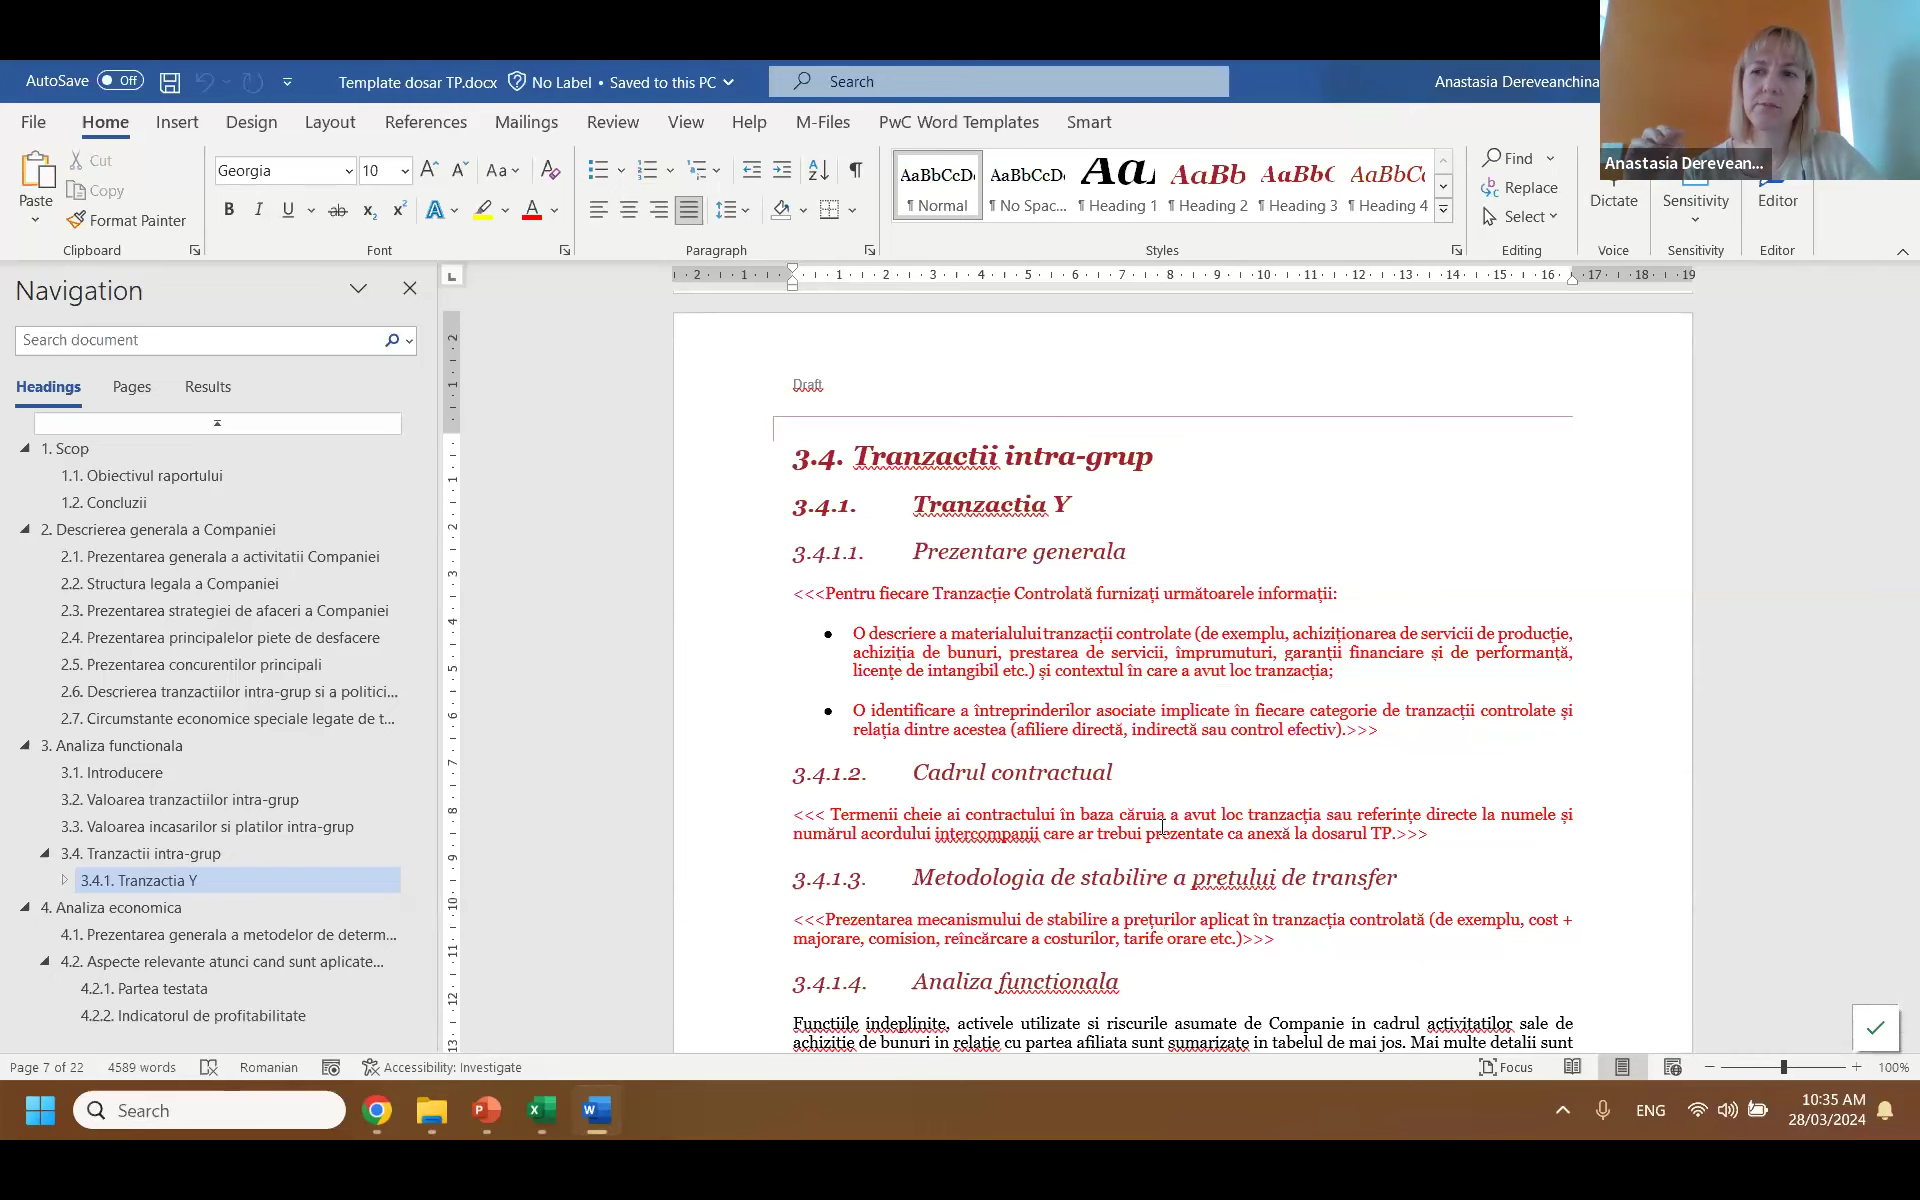 AutoSave Off Template dosar TP.docx No Label • Saved to this PC Search Anastasia Dereveanchina
Anastasia Derevean...
File Home Insert Design Layout References Mailings Review View Help M-Files PwC Word Templates Smart
Paste Cut Copy Format Painter
Clipboard
Georgia 10
Font
Paragraph
AaBbCcDc AaBbCcDc AaB AaBb AaBbC AaBbCc
¶ Normal ¶ No Spac... ¶ Heading 1 ¶ Heading 2 ¶ Heading 3 ¶ Heading 4
Styles
Find
Replace
Select
Editing
Dictate
Voice
Sensitivity
Sensitivity
Editor
Editor
Navigation
Search document
Headings Pages Results
1. Scop
1.1. Obiectivul raportului
1.2. Concluzii
2. Descrierea generala a Companiei
2.1. Prezentarea generala a activitatii Companiei
2.2. Structura legala a Companiei
2.3. Prezentarea strategiei de afaceri a Companiei
2.4. Prezentarea principalelor piete de desfacere
2.5. Prezentarea concurentilor principali
2.6. Descrierea tranzactiilor intra-grup si a politici...
2.7. Circumstante economice speciale legate de t...
3. Analiza functionala
3.1. Introducere
3.2. Valoarea tranzactiilor intra-grup
3.3. Valoarea incasarilor si platilor intra-grup
3.4. Tranzactii intra-grup
3.4.1. Tranzactia Y
4. Analiza economica
4.1. Prezentarea generala a metodelor de determ...
4.2. Aspecte relevante atunci cand sunt aplicate...
4.2.1. Partea testata
4.2.2. Indicatorul de profitabilitate
Draft
3.4. Tranzactii intra-grup
3.4.1. Tranzactia Y
3.4.1.1. Prezentare generala
<<<Pentru fiecare Tranzacție Controlată furnizați următoarele informații:
● O descriere a materialului tranzacții controlate (de exemplu, achiziționarea de servicii de producție,
achiziția de bunuri, prestarea de servicii, împrumuturi, garanții financiare și de performanță,
licențe de intangibil etc.) și contextul în care a avut loc tranzacția;
● O identificare a întreprinderilor asociate implicate în fiecare categorie de tranzacții controlate și
relația dintre acestea (afiliere directă, indirectă sau control efectiv).>>>
3.4.1.2. Cadrul contractual
<<< Termenii cheie ai contractului în baza căruia a avut loc tranzacția sau referințe directe la numele și
numărul acordului intercompanii care ar trebui prezentate ca anexă la dosarul TP.>>>
3.4.1.3. Metodologia de stabilire a pretului de transfer
<<<Prezentarea mecanismului de stabilire a prețurilor aplicat în tranzacția controlată (de exemplu, cost +
majorare, comision, reîncărcare a costurilor, tarife orare etc.)>>>
3.4.1.4. Analiza functionala
Functiile indeplinite, activele utilizate si riscurile asumate de Companie in cadrul activitatilor sale de
achizitie de bunuri in relatie cu partea afiliata sunt sumarizate in tabelul de mai jos. Mai multe detalii sunt
Page 7 of 22 4589 words Romanian Accessibility: Investigate Focus 100%
Search ENG 10:35 AM
28/03/2024